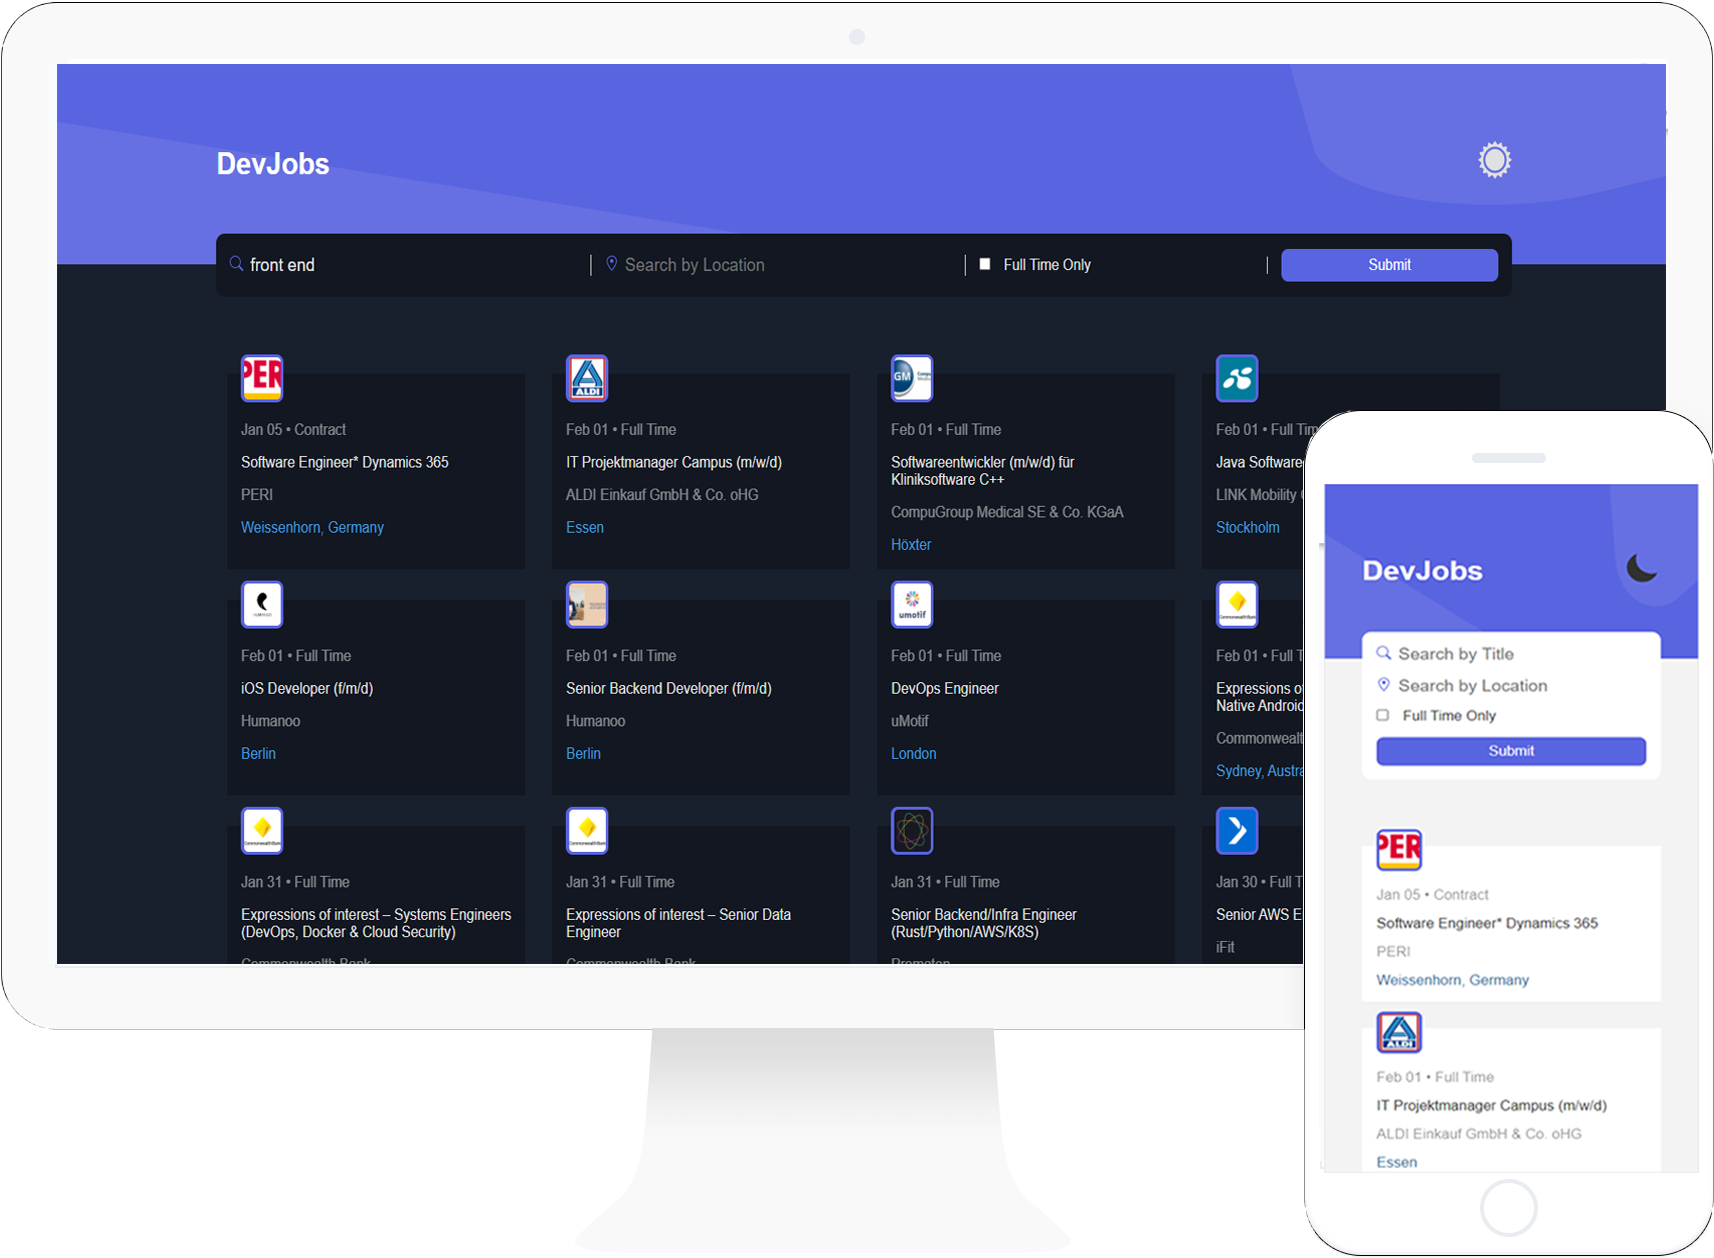 DevJobs
front end
Search by Location
Full Time Only
Submit
PER
Jan 05 • Contract
Software Engineer* Dynamics 365
PERI
Weissenhorn, Germany
ALDI
Feb 01 • Full Time
IT Projektmanager Campus (m/w/d)
ALDI Einkauf GmbH & Co. oHG
Essen
GM
Feb 01 • Full Time
Softwareentwickler (m/w/d) für
Kliniksoftware C++
CompuGroup Medical SE & Co. KGaA
Höxter
Feb 01 • Full Tim
Java Software
LINK Mobility
Stockholm
Feb 01 • Full Time
iOS Developer (f/m/d)
Humanoo
Berlin
Feb 01 • Full Time
Senior Backend Developer (f/m/d)
Humanoo
Berlin
umotif
Feb 01 • Full Time
DevOps Engineer
uMotif
London
Feb 01 • Full T
Expressions o
Native Android
Commonwealt
Sydney, Austra
Jan 31 • Full Time
Expressions of interest – Systems Engineers
(DevOps, Docker & Cloud Security)
Commonwealth Bank
Jan 31 • Full Time
Expressions of interest – Senior Data
Engineer
Commonwealth Bank
Jan 31 • Full Time
Senior Backend/Infra Engineer
(Rust/Python/AWS/K8S)
Promaton
Jan 30 • Full T
Senior AWS E
iFit
DevJobs
Search by Title
Search by Location
Full Time Only
Submit
PER
Jan 05 • Contract
Software Engineer* Dynamics 365
PERI
Weissenhorn, Germany
ALDI
Feb 01 • Full Time
IT Projektmanager Campus (m/w/d)
ALDI Einkauf GmbH & Co. oHG
Essen